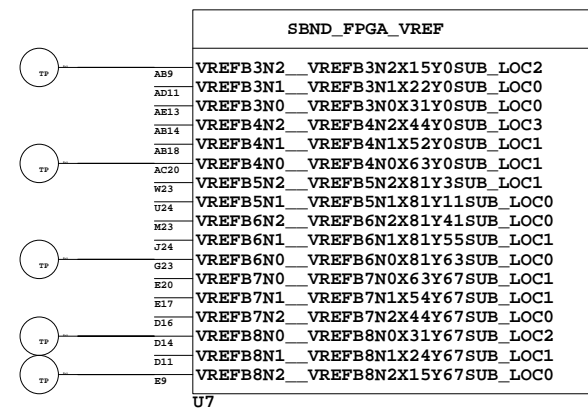 SBND_FPGA_VREF
TP AB9 VREFB3N2__VREFB3N2X15Y0SUB_LOC2
AD11 VREFB3N1__VREFB3N1X22Y0SUB_LOC0
AE13 VREFB3N0__VREFB3N0X31Y0SUB_LOC0
AB14 VREFB4N2__VREFB4N2X44Y0SUB_LOC3
AB18 VREFB4N1__VREFB4N1X52Y0SUB_LOC1
TP AC20 VREFB4N0__VREFB4N0X63Y0SUB_LOC1
W23 VREFB5N2__VREFB5N2X81Y3SUB_LOC1
U24 VREFB5N1__VREFB5N1X81Y11SUB_LOC0
M23 VREFB6N2__VREFB6N2X81Y41SUB_LOC0
J24 VREFB6N1__VREFB6N1X81Y55SUB_LOC1
TP G23 VREFB6N0__VREFB6N0X81Y63SUB_LOC0
E20 VREFB7N0__VREFB7N0X63Y67SUB_LOC1
E17 VREFB7N1__VREFB7N1X54Y67SUB_LOC1
D16 VREFB7N2__VREFB7N2X44Y67SUB_LOC0
TP D14 VREFB8N0__VREFB8N0X31Y67SUB_LOC2
D11 VREFB8N1__VREFB8N1X24Y67SUB_LOC1
TP E9 VREFB8N2__VREFB8N2X15Y67SUB_LOC0
U7